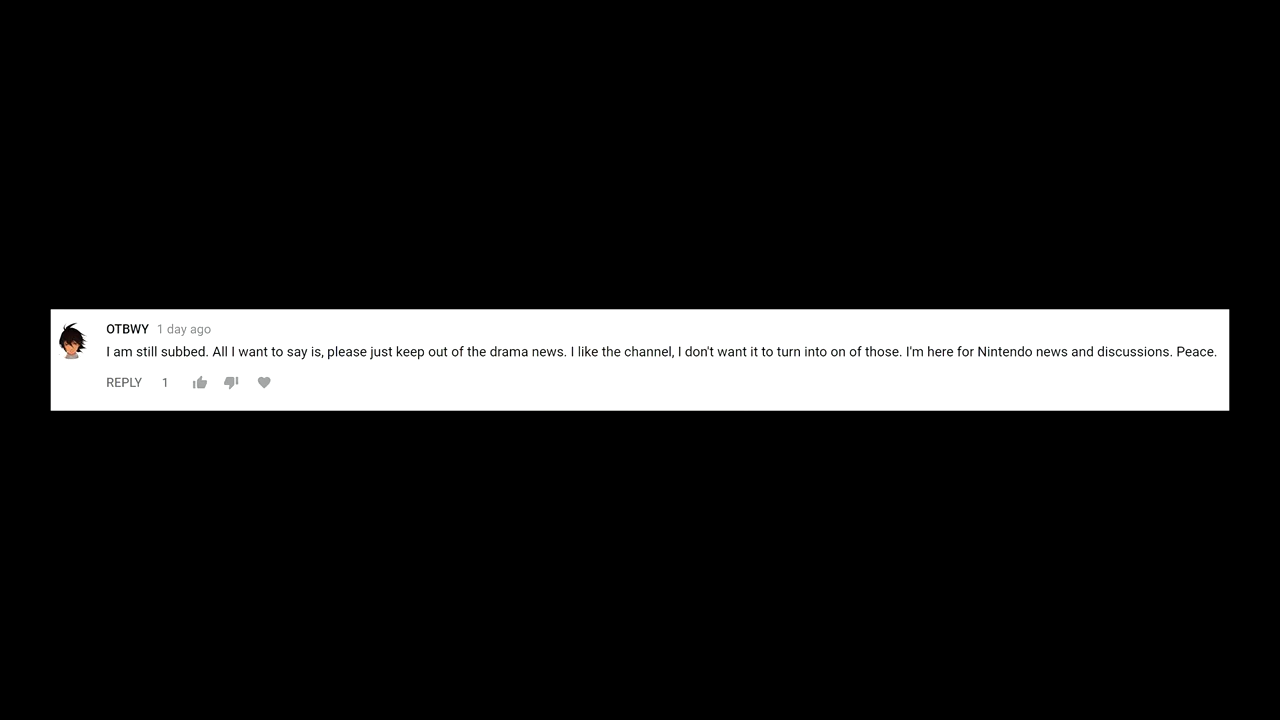 OTBWY 1 day ago
I am still subbed. All I want to say is, please just keep out of the drama news. I like the channel, I don't want it to turn into on of those. I'm here for Nintendo news and discussions. Peace.
REPLY 1